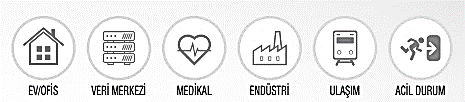 EV/OFİS VERİ MERKEZİ MEDİKAL ENDÜSTRİ ULAŞIM ACİL DURUM